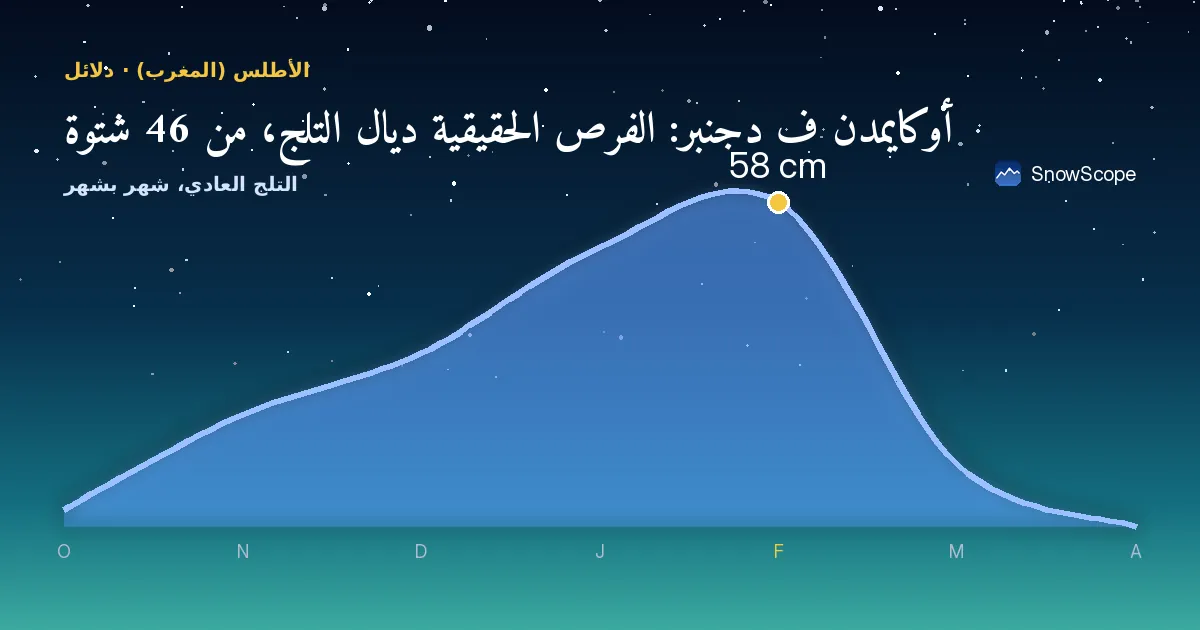 الأطلس (المغرب) · دلائل
أوكايمدن ف دجنبر: الفرص الحقيقية ديال التلج، من 46 شتوة
58 cm
SnowScope
التلج العادي، شهر بشهر
O N D J F M A